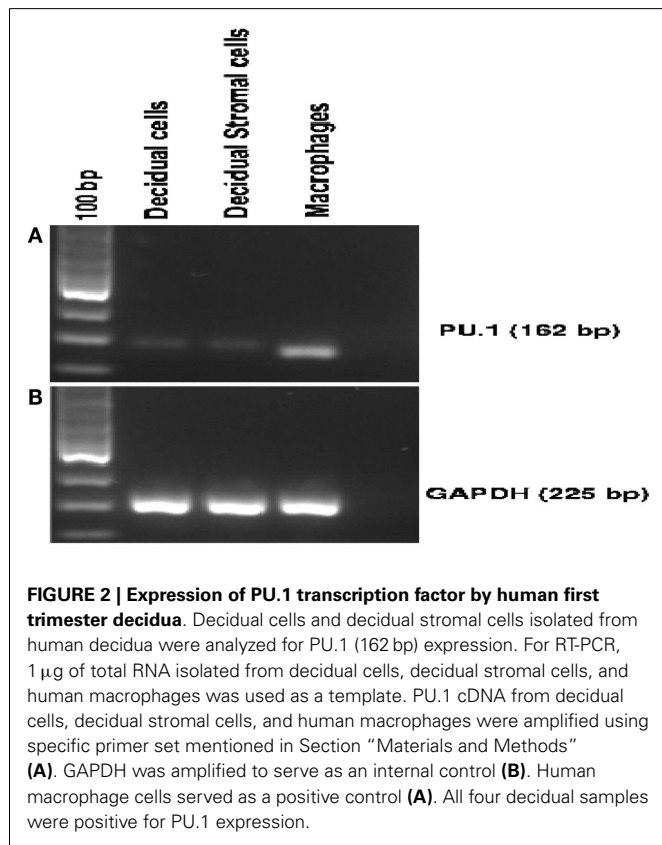 100 bp
Decidual cells
Decidual Stromal cells
Macrophages
A
PU.1 (162 bp)
B
GAPDH (225 bp)
FIGURE 2 | Expression of PU.1 transcription factor by human first
trimester decidua. Decidual cells and decidual stromal cells isolated from
human decidua were analyzed for PU.1 (162 bp) expression. For RT-PCR,
1 μg of total RNA isolated from decidual cells, decidual stromal cells, and
human macrophages was used as a template. PU.1 cDNA from decidual
cells, decidual stromal cells, and human macrophages were amplified using
specific primer set mentioned in Section “Materials and Methods”
(A). GAPDH was amplified to serve as an internal control (B). Human
macrophage cells served as a positive control (A). All four decidual samples
were positive for PU.1 expression.